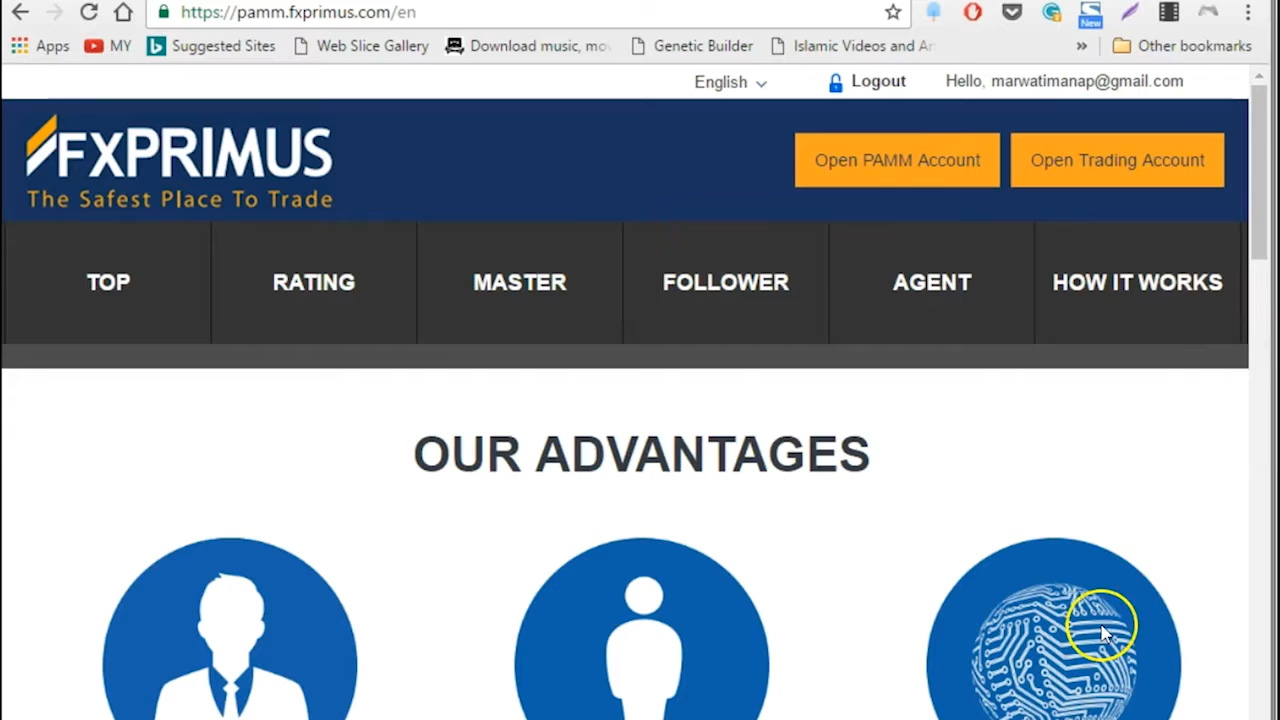 https://pamm.fxprimus.com/en
New
Apps MY Suggested Sites Web Slice Gallery Download music, mo Genetic Builder Islamic Videos and Ar » Other bookmarks
English Logout Hello, marwatimanap@gmail.com
FXPRIMUS
The Safest Place To Trade
Open PAMM Account Open Trading Account
TOP RATING MASTER FOLLOWER AGENT HOW IT WORKS
OUR ADVANTAGES